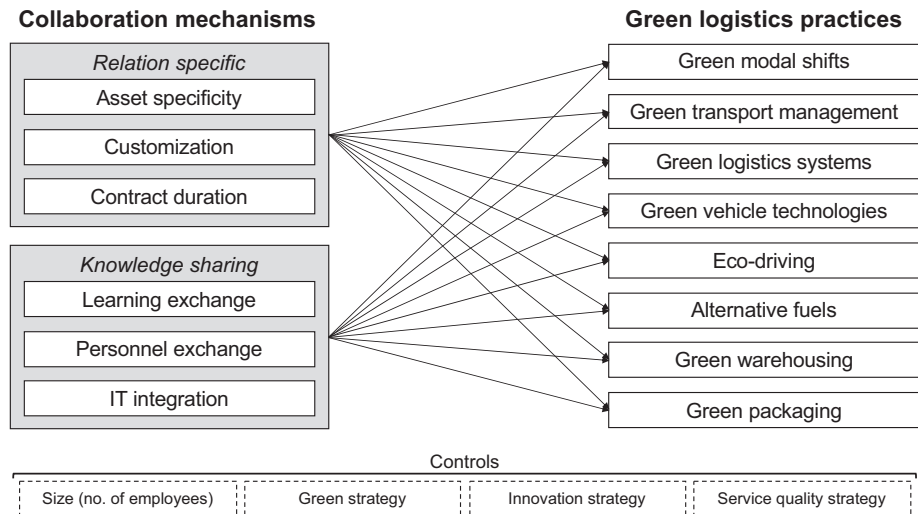 Collaboration mechanisms
Relation specific
Asset specificity
Customization
Contract duration
Knowledge sharing
Learning exchange
Personnel exchange
IT integration
Green logistics practices
Green modal shifts
Green transport management
Green logistics systems
Green vehicle technologies
Eco-driving
Alternative fuels
Green warehousing
Green packaging
Controls
Size (no. of employees)
Green strategy
Innovation strategy
Service quality strategy